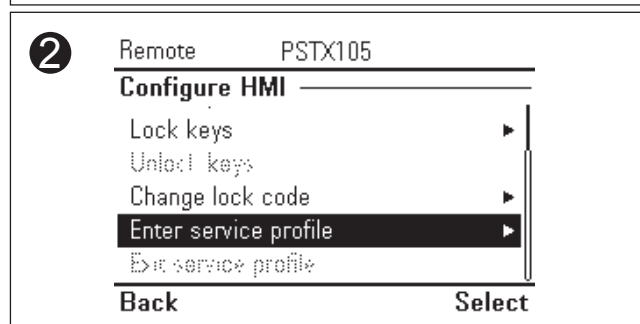 2
Remote PSTX105
Configure HMI
Lock keys
Unlock keys
Change lock code
Enter service profile
Exit service profile
Back Select